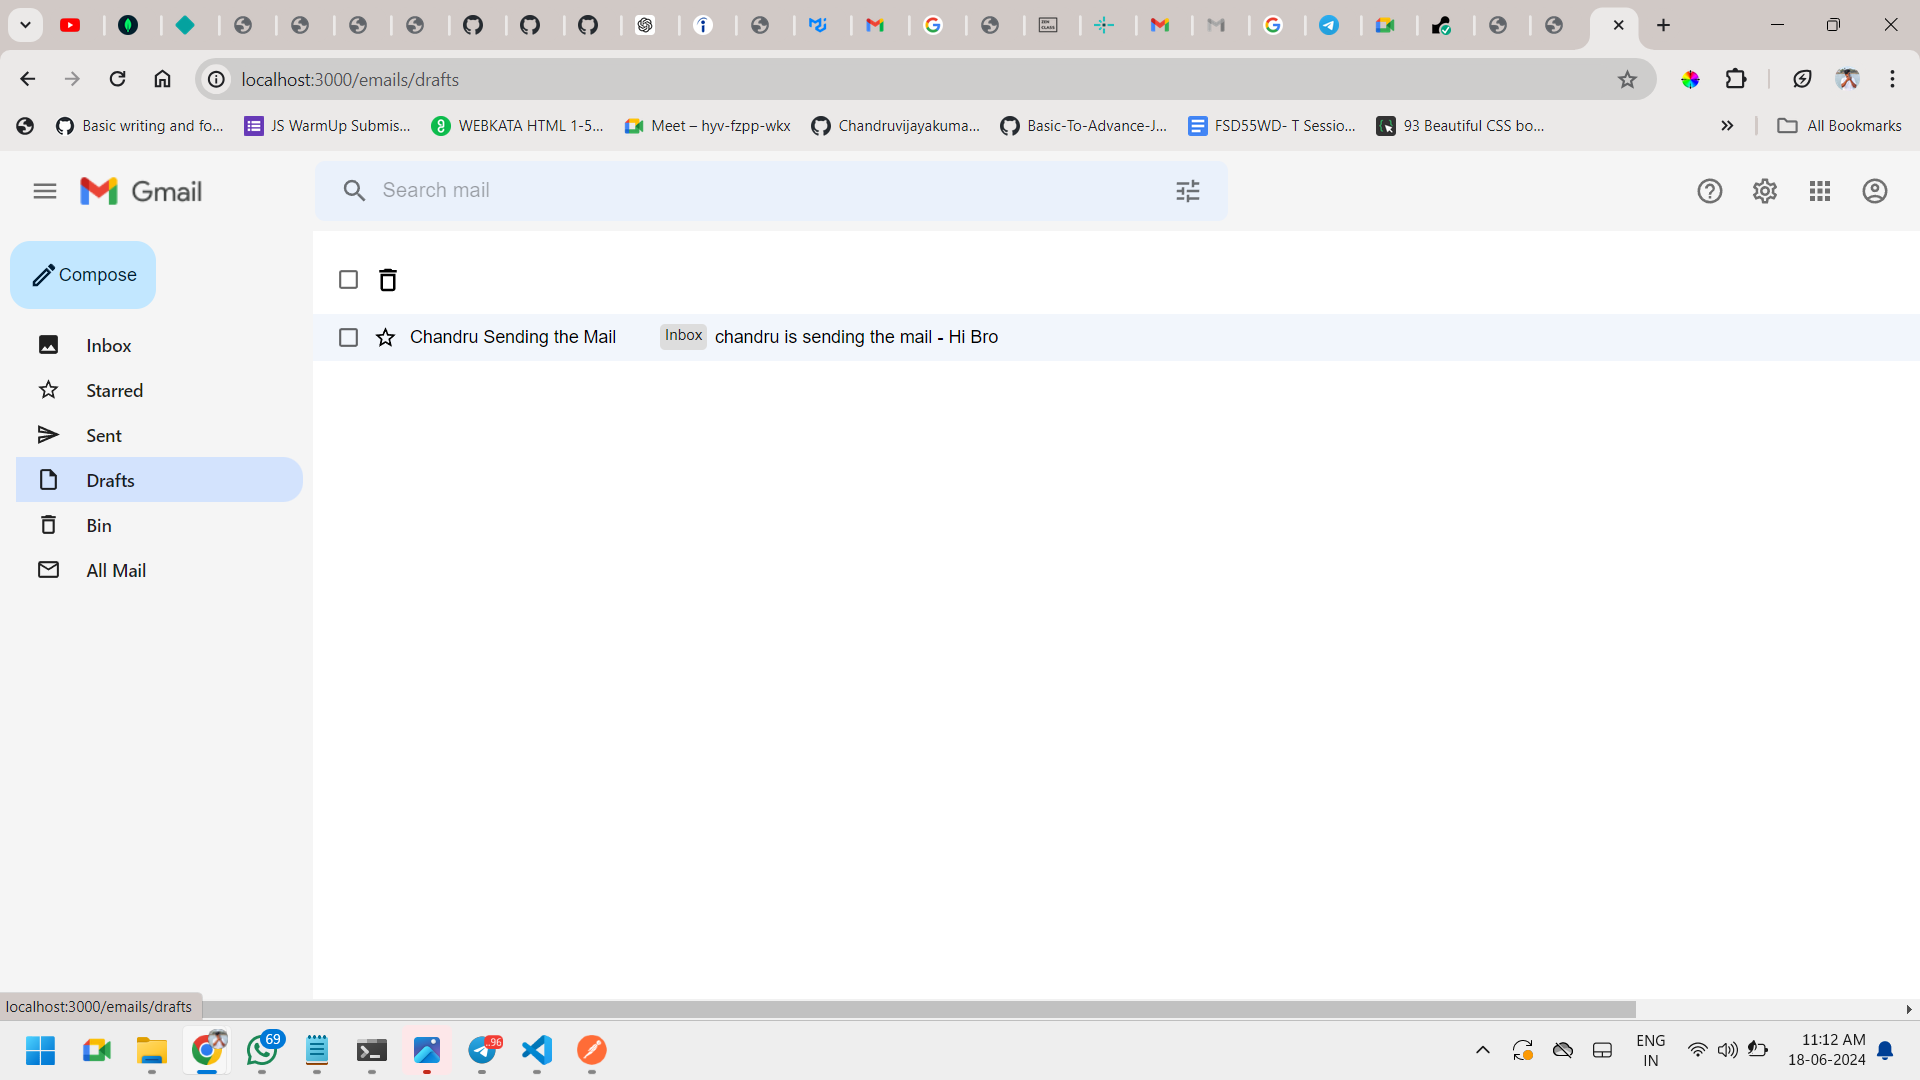 localhost:3000/emails/drafts
Basic writing and fo...
JS WarmUp Submis...
WEBKATA HTML 1-5...
Meet – hyv-fzpp-wkx
Chandruvijayakuma...
Basic-To-Advance-J...
FSD55WD- T Sessio...
93 Beautiful CSS bo...
All Bookmarks
Gmail
Search mail
Compose
Inbox
Starred
Sent
Drafts
Bin
All Mail
Chandru Sending the Mail Inbox chandru is sending the mail - Hi Bro
localhost:3000/emails/drafts
69
..96
ENG
IN
11:12 AM
18-06-2024